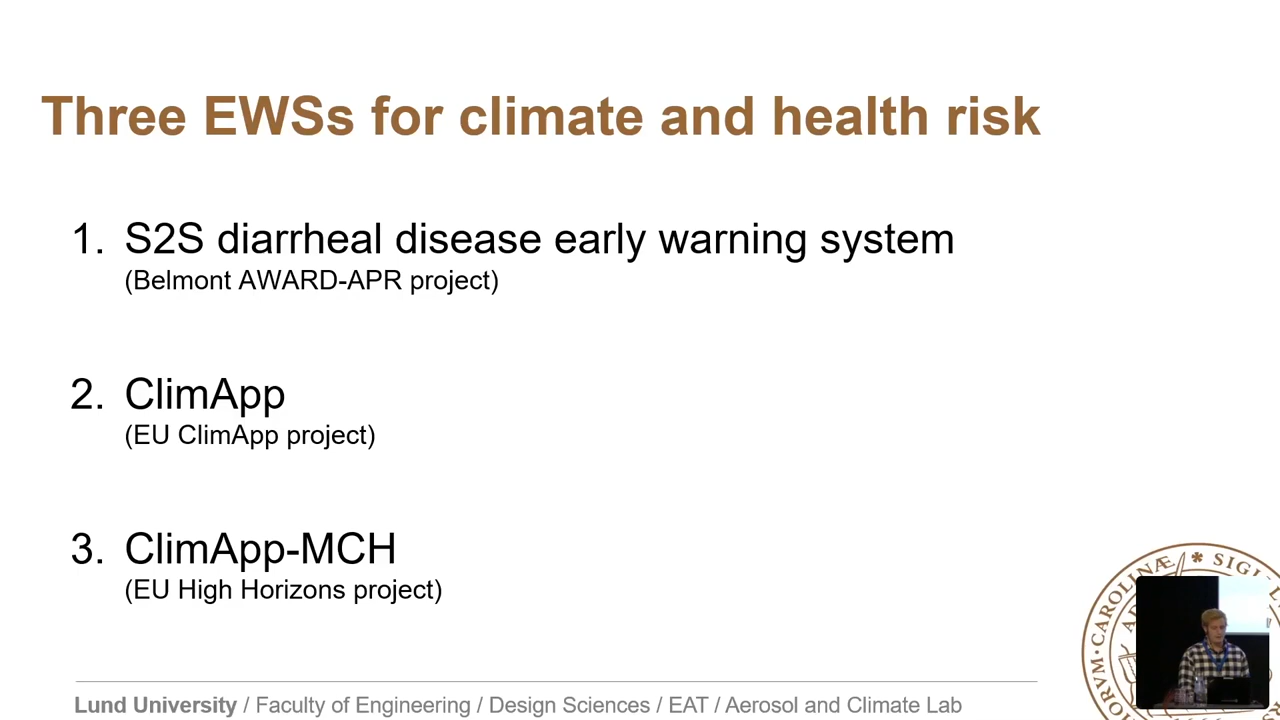 Three EWSs for climate and health risk
1. S2S diarrheal disease early warning system
(Belmont AWARD-APR project)
2. ClimApp
(EU ClimApp project)
3. ClimApp-MCH
(EU High Horizons project)
Lund University / Faculty of Engineering / Design Sciences / EAT / Aerosol and Climate Lab
CAROLINÆ * SIGI